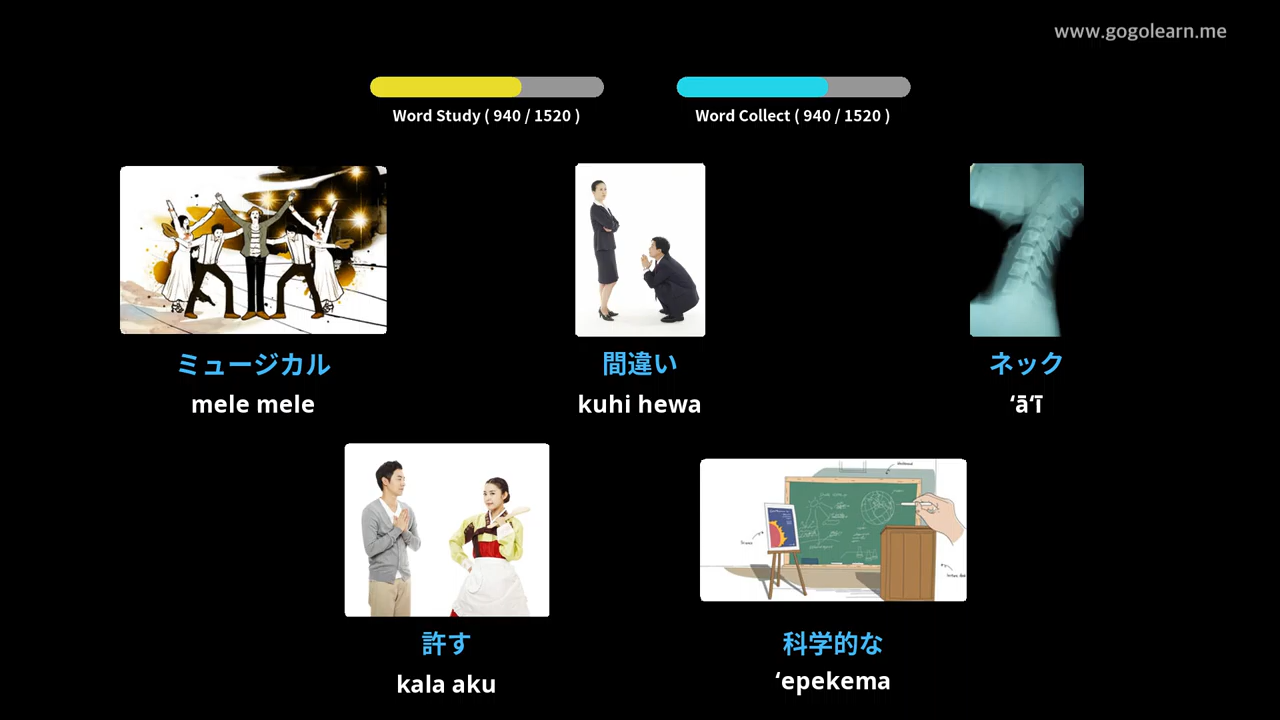 www.gogolearn.me
Word Study ( 940 / 1520 )
Word Collect ( 940 / 1520 )
ミュージカル
mele mele
間違い
kuhi hewa
ネック
ʻāʻī
許す
kala aku
科学的な
ʻepekema